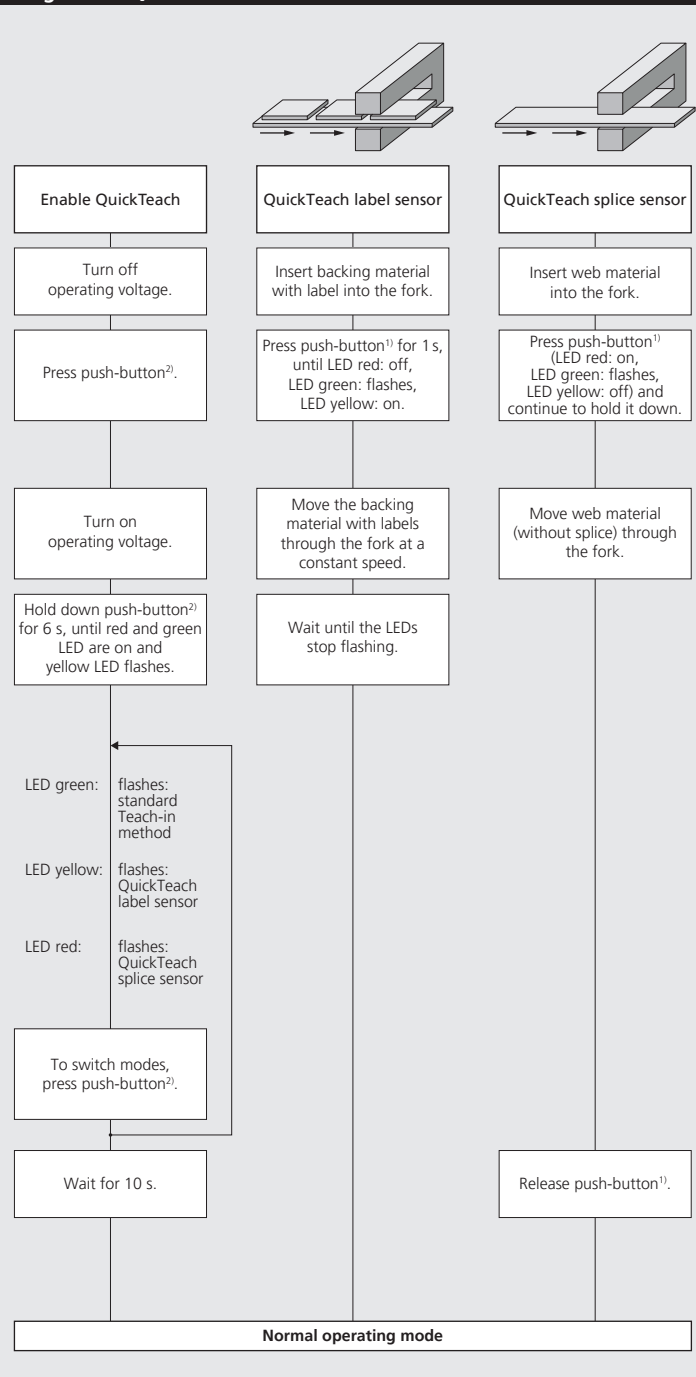 Enable QuickTeach
Turn off
operating voltage.
Press push-button2).
Turn on
operating voltage.
Hold down push-button2)
for 6 s, until red and green
LED are on and
yellow LED flashes.
LED green: flashes:
standard
Teach-in
method
LED yellow: flashes:
QuickTeach
label sensor
LED red: flashes:
QuickTeach
splice sensor
To switch modes,
press push-button2).
Wait for 10 s.
QuickTeach label sensor
Insert backing material
with label into the fork.
Press push-button1) for 1 s,
until LED red: off,
LED green: flashes,
LED yellow: on.
Move the backing
material with labels
through the fork at a
constant speed.
Wait until the LEDs
stop flashing.
QuickTeach splice sensor
Insert web material
into the fork.
Press push-button1)
(LED red: on,
LED green: flashes,
LED yellow: off) and
continue to hold it down.
Move web material
(without splice) through
the fork.
Release push-button1).
Normal operating mode